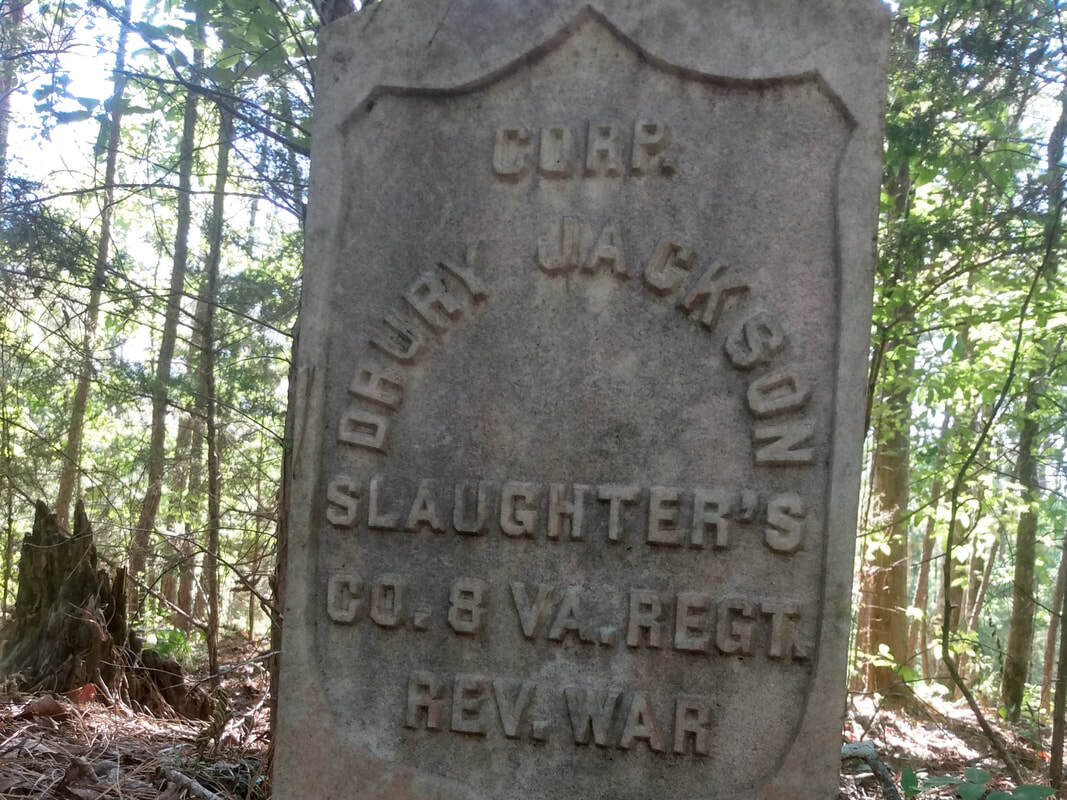 CORP.
DRURY JACKSON
SLAUGHTER'S
CO. 8 VA. REGT.
REV. WAR